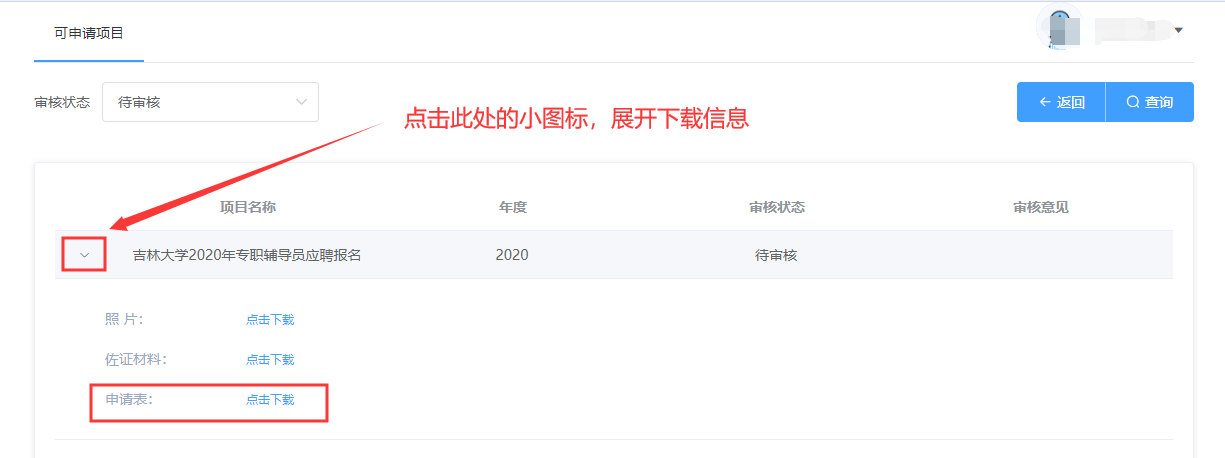 可申请项目
审核状态 待审核 返回 查询
点击此处的小图标，展开下载信息
项目名称 年度 审核状态 审核意见
吉林大学2020年专职辅导员应聘报名 2020 待审核
照 片： 点击下载
佐证材料： 点击下载
申请表： 点击下载